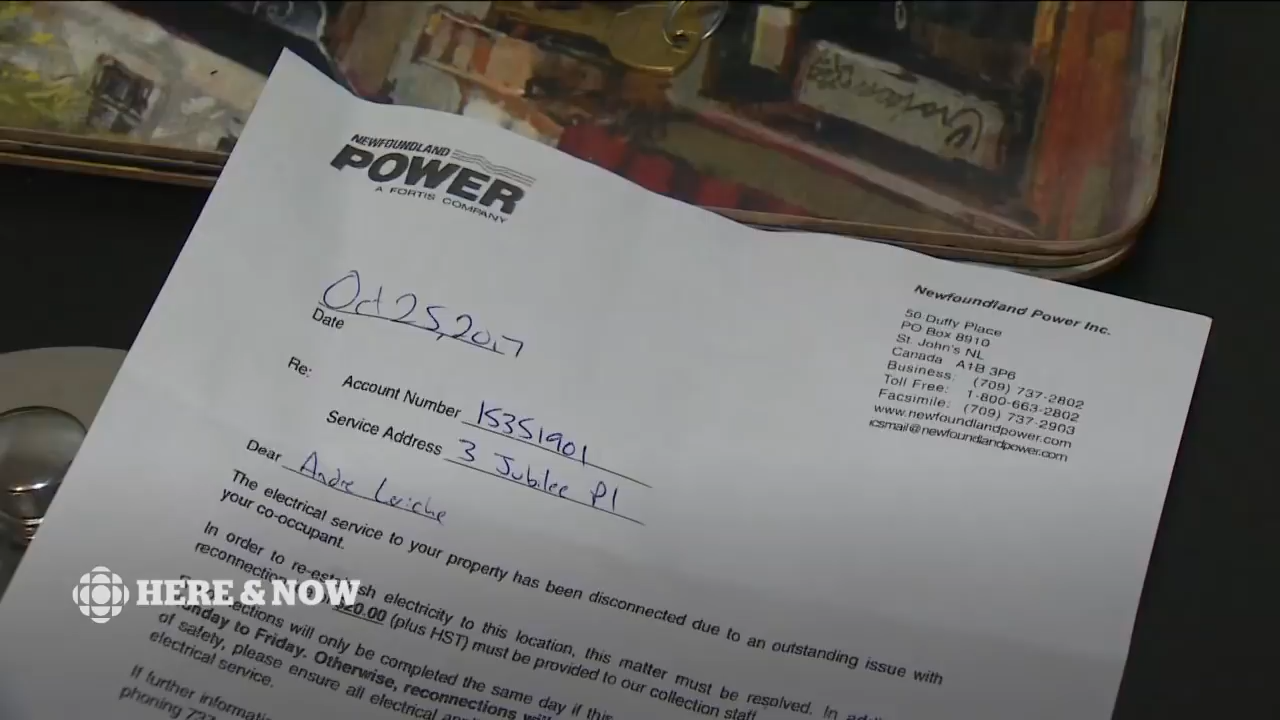 NEWFOUNDLAND
POWER
A FORTIS COMPANY
Newfoundland Power Inc.
50 Duffy Place
PO Box 8910
St. John's NL
Canada A1B 3P6
Business: (709) 737-2802
Toll Free: 1-800-663-2802
Facsimile: (709) 737-2903
www.newfoundlandpower.com
icsmail@newfoundlandpower.com
Oct 25, 2017
Date
Re: Account Number 15351901
Service Address 3 Jubilee Pl
Dear Andre Leriche
The electrical service to your property has been disconnected due to an outstanding issue with
your co-occupant.
In order to re-establish electricity to this location, this matter must be resolved. In
reconnection $20.00 (plus HST) must be provided to our collection staff
will only be completed the same day if this
to Friday. Otherwise, reconnections
of safety, please ensure all electrical
electrical service.
If further
phoning
HERE & NOW